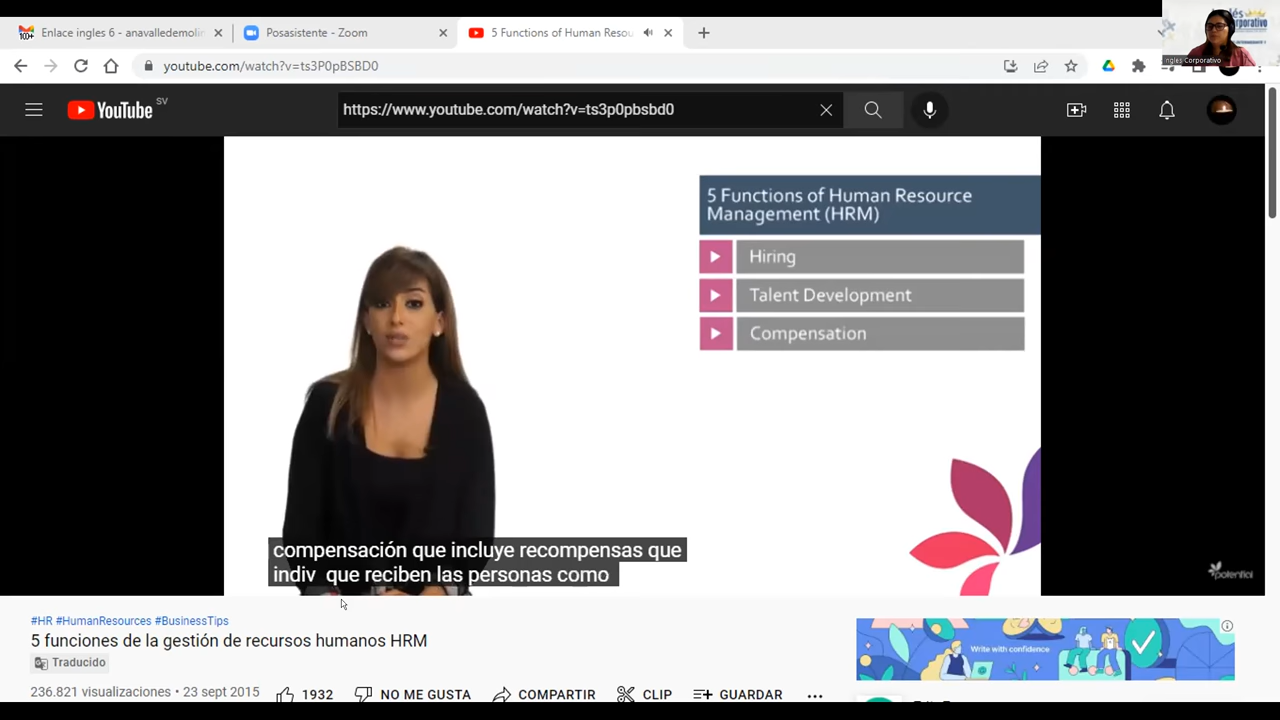 Enlace ingles 6 - anavalledemolin
Posasistente - Zoom
5 Functions of Human Resou
youtube.com/watch?v=ts3P0pBSBD0
Ingles Corporativo
YouTube SV
https://www.youtube.com/watch?v=ts3p0pbsbd0
5 Functions of Human Resource
Management (HRM)
Hiring
Talent Development
Compensation
compensación que incluye recompensas que
indiv que reciben las personas como
potential
#HR #HumanResources #BusinessTips
5 funciones de la gestión de recursos humanos HRM
Traducido
236.821 visualizaciones • 23 sept 2015
1932
NO ME GUSTA
COMPARTIR
CLIP
GUARDAR
Write with confidence